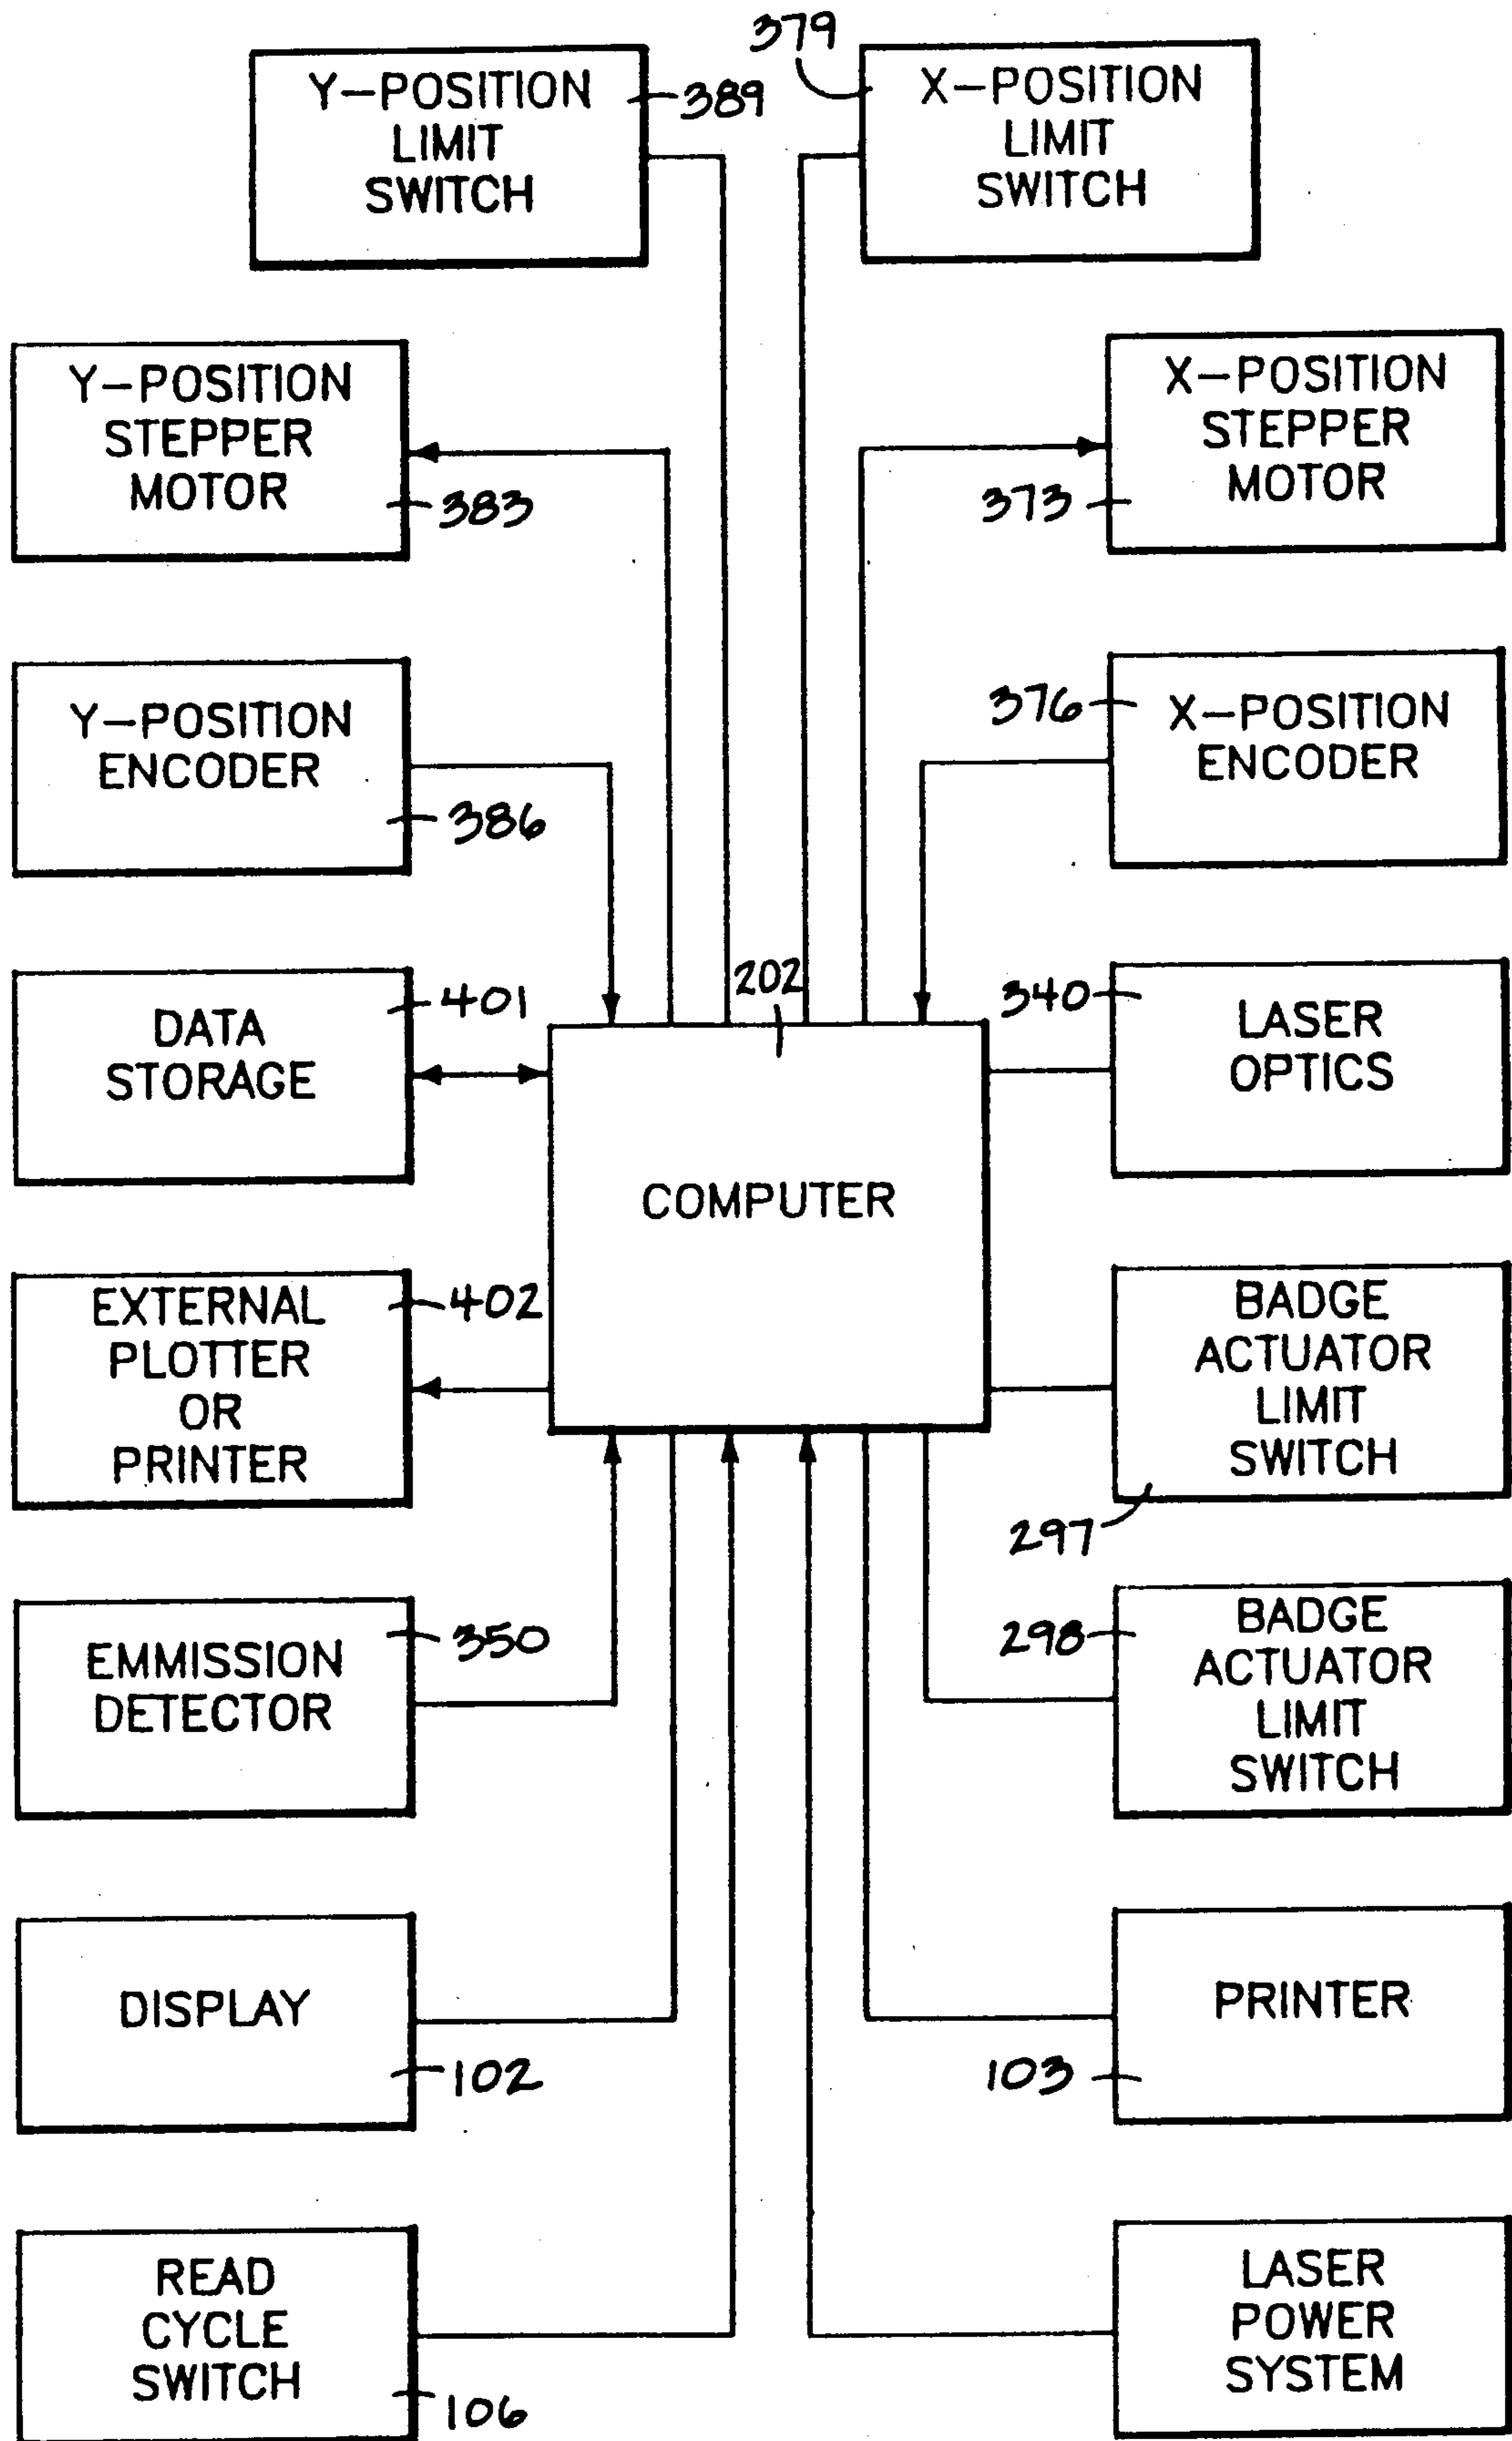 379
Y-POSITION
LIMIT
SWITCH
389
X-POSITION
LIMIT
SWITCH
Y-POSITION
STEPPER
MOTOR
383
X-POSITION
STEPPER
MOTOR
373
Y-POSITION
ENCODER
386
376
X-POSITION
ENCODER
DATA
STORAGE
401
202
COMPUTER
340
LASER
OPTICS
EXTERNAL
PLOTTER
OR
PRINTER
402
BADGE
ACTUATOR
LIMIT
SWITCH
297
EMMISSION
DETECTOR
350
298
BADGE
ACTUATOR
LIMIT
SWITCH
DISPLAY
102
PRINTER
103
READ
CYCLE
SWITCH
106
LASER
POWER
SYSTEM